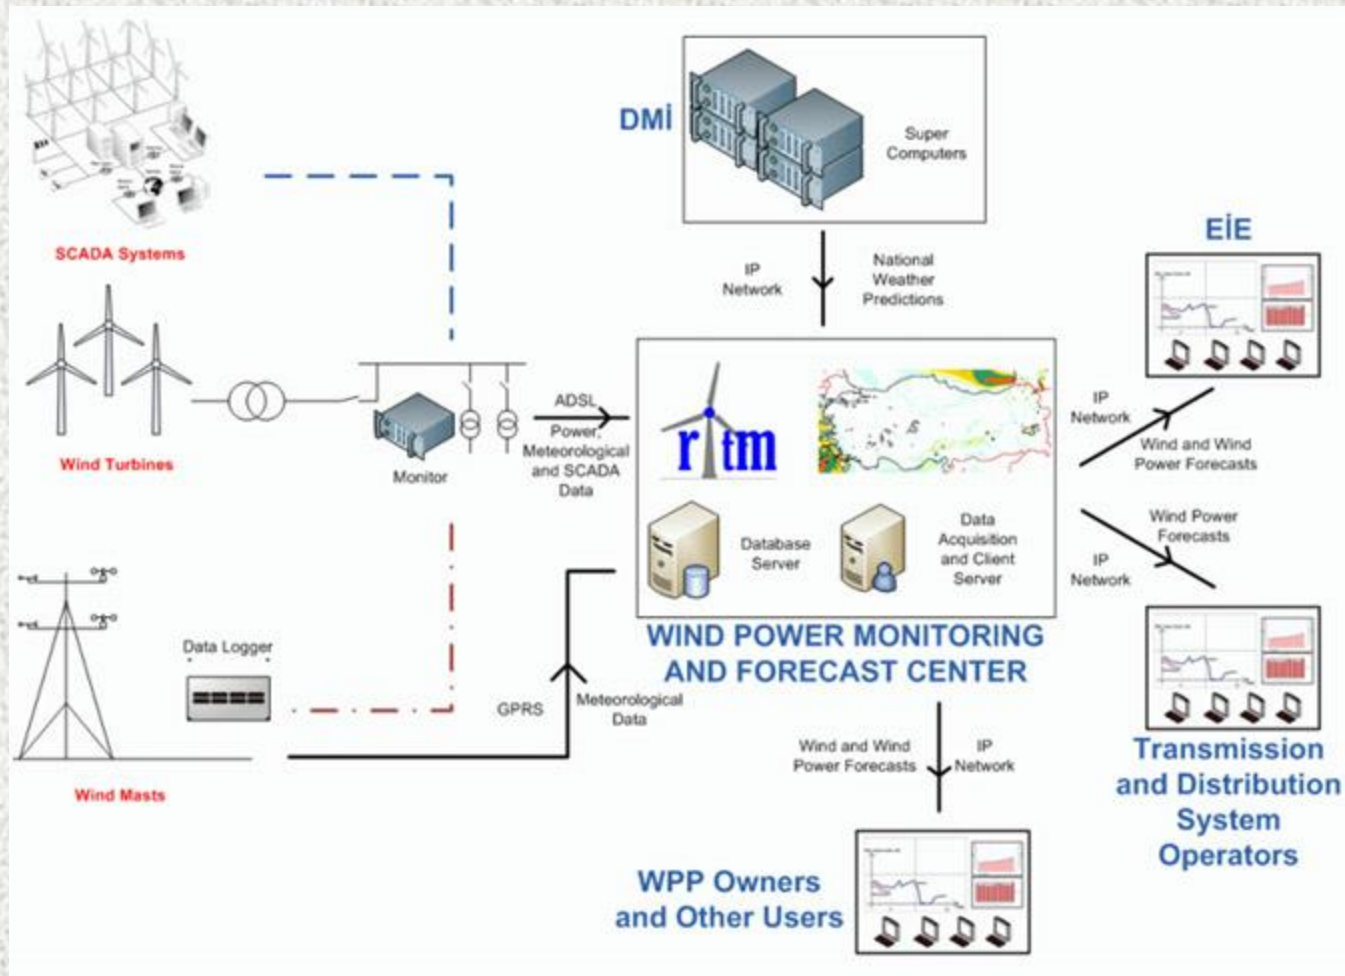 DMİ
Super
Computers
SCADA Systems
IP
Network
National
Weather
Predictions
EİE
Wind Turbines
Monitor
ADSL
Power,
Meteorological
and SCADA
Data
ritm
Database
Server
Data
Acquisition
and Client
Server
IP
Network
Wind and Wind
Power Forecasts
Wind Power
Forecasts
IP
Network
WIND POWER MONITORING
AND FORECAST CENTER
Data Logger
GPRS
Meteorological
Data
Wind Masts
Wind and Wind
Power Forecasts
IP
Network
Transmission
and Distribution
System
Operators
WPP Owners
and Other Users